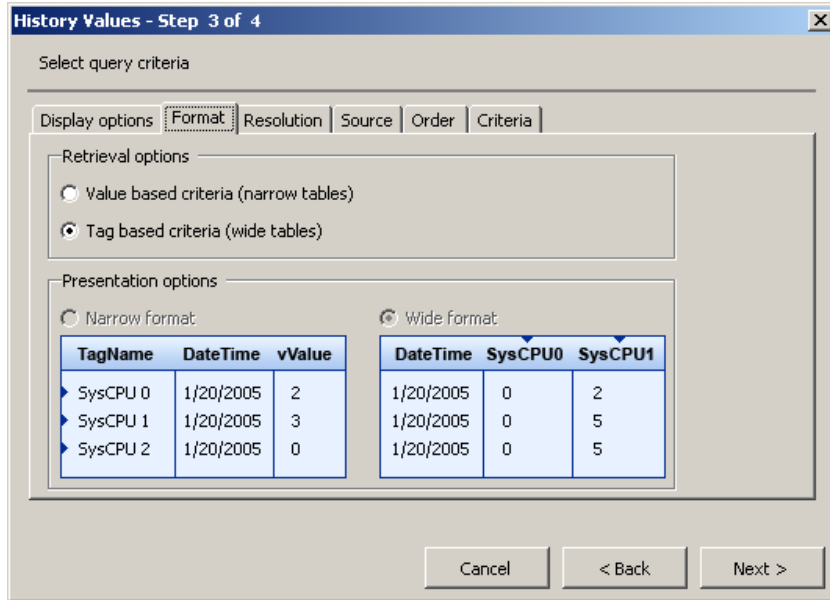 History Values - Step 3 of 4
Select query criteria
Display options Format Resolution Source Order Criteria
Retrieval options
Value based criteria (narrow tables)
Tag based criteria (wide tables)
Presentation options
Narrow format Wide format
TagName DateTime vValue DateTime SysCPU0 SysCPU1
SysCPU 0 1/20/2005 2 1/20/2005 0 2
SysCPU 1 1/20/2005 3 1/20/2005 0 5
SysCPU 2 1/20/2005 0 1/20/2005 0 5
Cancel < Back Next >